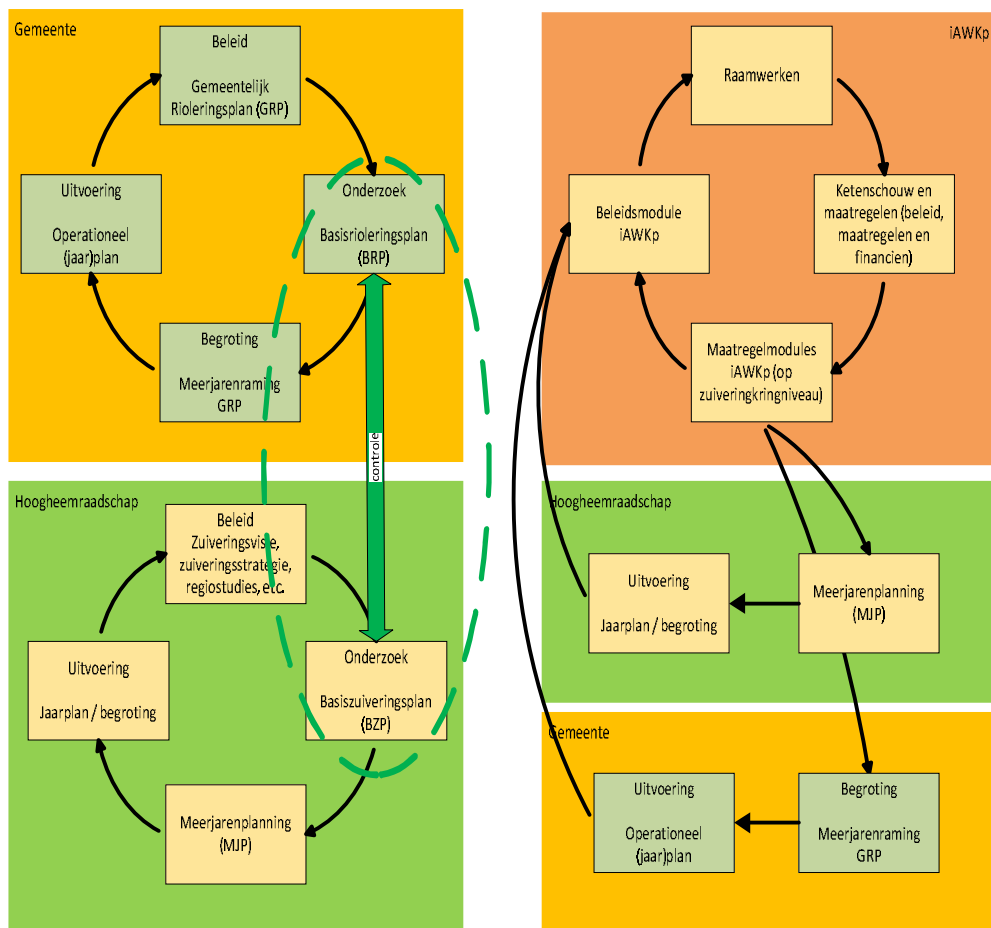 Gemeente
Beleid
Gemeentelijk
Rioleringsplan (GRP)
Uitvoering
Operationeel
(jaar)plan
Onderzoek
Basisrioleringsplan
(BRP)
Begroting
Meerjarenraming
GRP
controle
Hoogheemraadschap
Beleid
Zuiveringsvisie,
zuiveringsstrategie,
regiostudies, etc.
Uitvoering
Jaarplan / begroting
Onderzoek
Basiszuiveringsplan
(BZP)
Meerjarenplanning
(MJP)
iAWKp
Raamwerken
Beleidsmodule
iAWKp
Ketenschouw en
maatregelen (beleid,
maatregelen en
financien)
Maatregelmodules
iAWKp (op
zuiveringkringniveau)
Hoogheemraadschap
Uitvoering
Jaarplan / begroting
Meerjarenplanning
(MJP)
Gemeente
Uitvoering
Operationeel
(jaar)plan
Begroting
Meerjarenraming
GRP